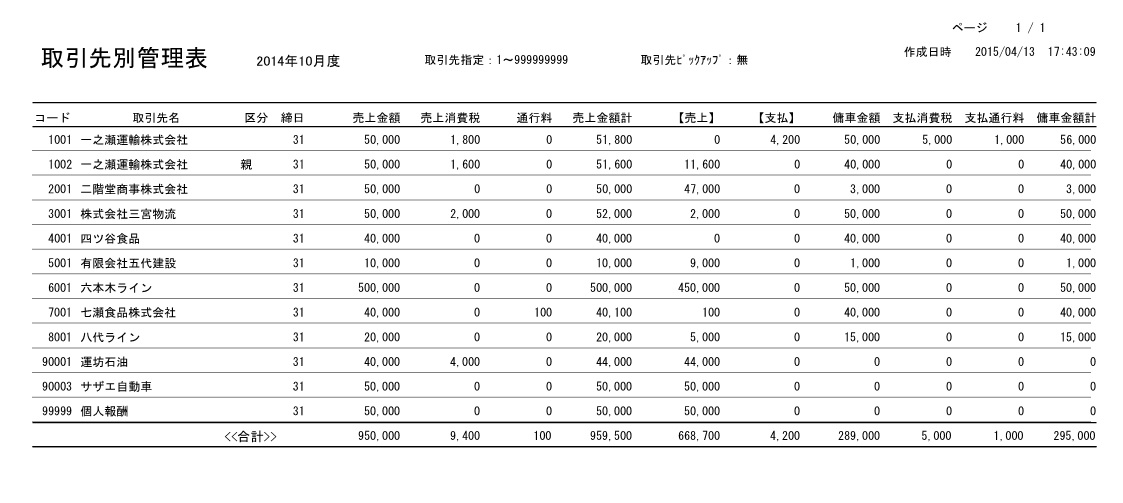 ページ 1 / 1
取引先別管理表 2014年10月度 取引先指定：1～999999999 取引先ﾋﾟｯｸｱｯﾌﾟ：無 作成日時 2015/04/13 17:43:09
コード 取引先名 区分 締日 売上金額 売上消費税 通行料 売上金額計 【売上】 【支払】 傭車金額 支払消費税 支払通行料 傭車金額計
1001 一之瀬運輸株式会社 31 50,000 1,800 0 51,800 0 4,200 50,000 5,000 1,000 56,000
1002 一之瀬運輸株式会社 親 31 50,000 1,600 0 51,600 11,600 0 40,000 0 0 40,000
2001 二階堂商事株式会社 31 50,000 0 0 50,000 47,000 0 3,000 0 0 3,000
3001 株式会社三宮物流 31 50,000 2,000 0 52,000 2,000 0 50,000 0 0 50,000
4001 四ツ谷食品 31 40,000 0 0 40,000 0 0 40,000 0 0 40,000
5001 有限会社五代建設 31 10,000 0 0 10,000 9,000 0 1,000 0 0 1,000
6001 六本木ライン 31 500,000 0 0 500,000 450,000 0 50,000 0 0 50,000
7001 七瀬食品株式会社 31 40,000 0 100 40,100 100 0 40,000 0 0 40,000
8001 八代ライン 31 20,000 0 0 20,000 5,000 0 15,000 0 0 15,000
90001 運坊石油 31 40,000 4,000 0 44,000 44,000 0 0 0 0 0
90003 サザエ自動車 31 50,000 0 0 50,000 50,000 0 0 0 0 0
99999 個人報酬 31 50,000 0 0 50,000 50,000 0 0 0 0 0
<<合計>> 950,000 9,400 100 959,500 668,700 4,200 289,000 5,000 1,000 295,000